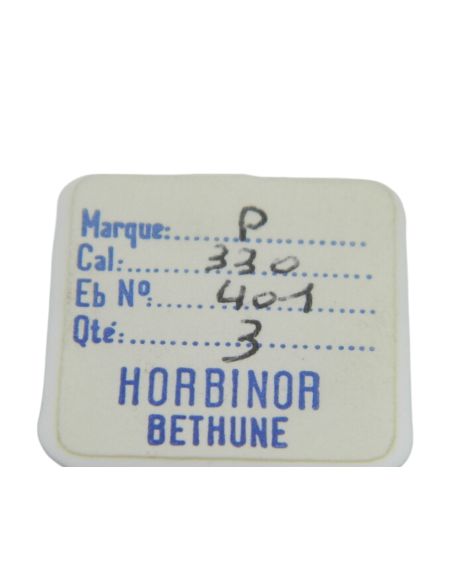 Marque: P
Cal: 330
Eb Nº: 401
Qté: 3
HORBINOR
BETHUNE